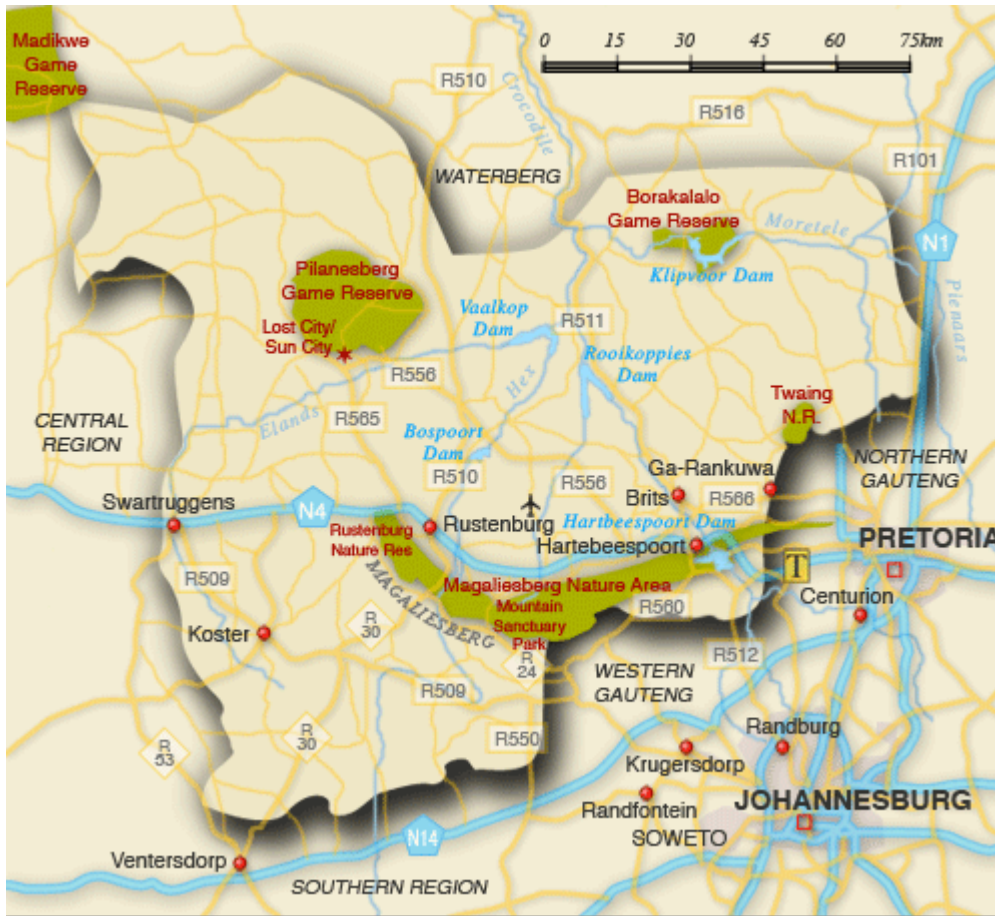 Madikwe
Game
Reserve
0 15 30 45 75km
R510
Crocodile
R516
R101
WATERBERG
Borakalalo
Game Reserve
Moretele
N1
Klipvoor Dam
Pienaars
Pilanesberg
Game Reserve
Lost City/
Sun City
Vaalkop
Dam
R511
Rooikoppies
Dam
R556
Hex
Twaing
N.R.
CENTRAL
REGION
Elands
R565
Bospoort
Dam
NORTHERN
GAUTENG
R510
Ga-Rankuwa
R556
Brits
R566
Swartruggens
N4
Rustenburg
Hartbeespoort Dam
Rustenburg
Nature Res
Hartebeespoort
PRETORIA
T
R509
MAGALIESBERG
Magaliesberg Nature Area
Mountain
Sanctuary
Park
R560
Centurion
Koster
R
30
R
24
R512
WESTERN
GAUTENG
R509
R
53
R
30
R550
Randburg
Krugersdorp
Randfontein
JOHANNESBURG
SOWETO
N14
Ventersdorp
SOUTHERN REGION